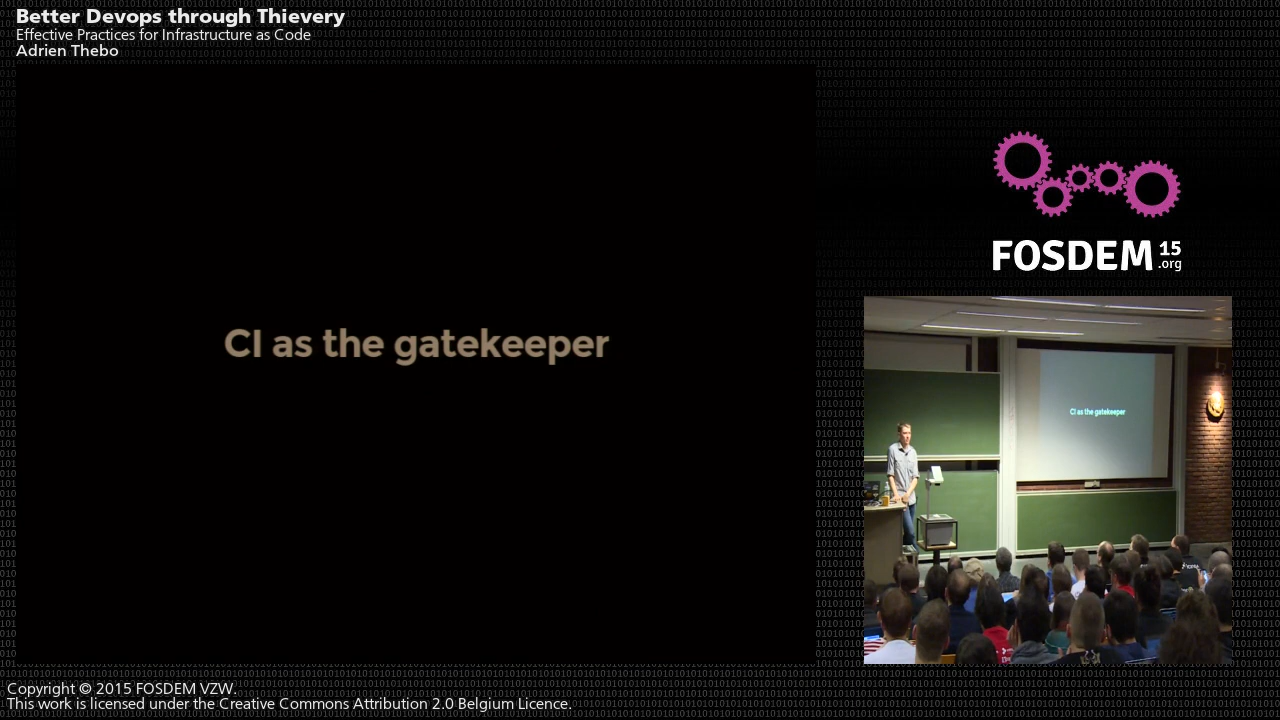 Better Devops through Thievery
Effective Practices for Infrastructure as Code
Adrien Thebo
CI as the gatekeeper
FOSDEM 15
.org
CI as the gatekeeper
Copyright © 2015 FOSDEM VZW.
This work is licensed under the Creative Commons Attribution 2.0 Belgium Licence.